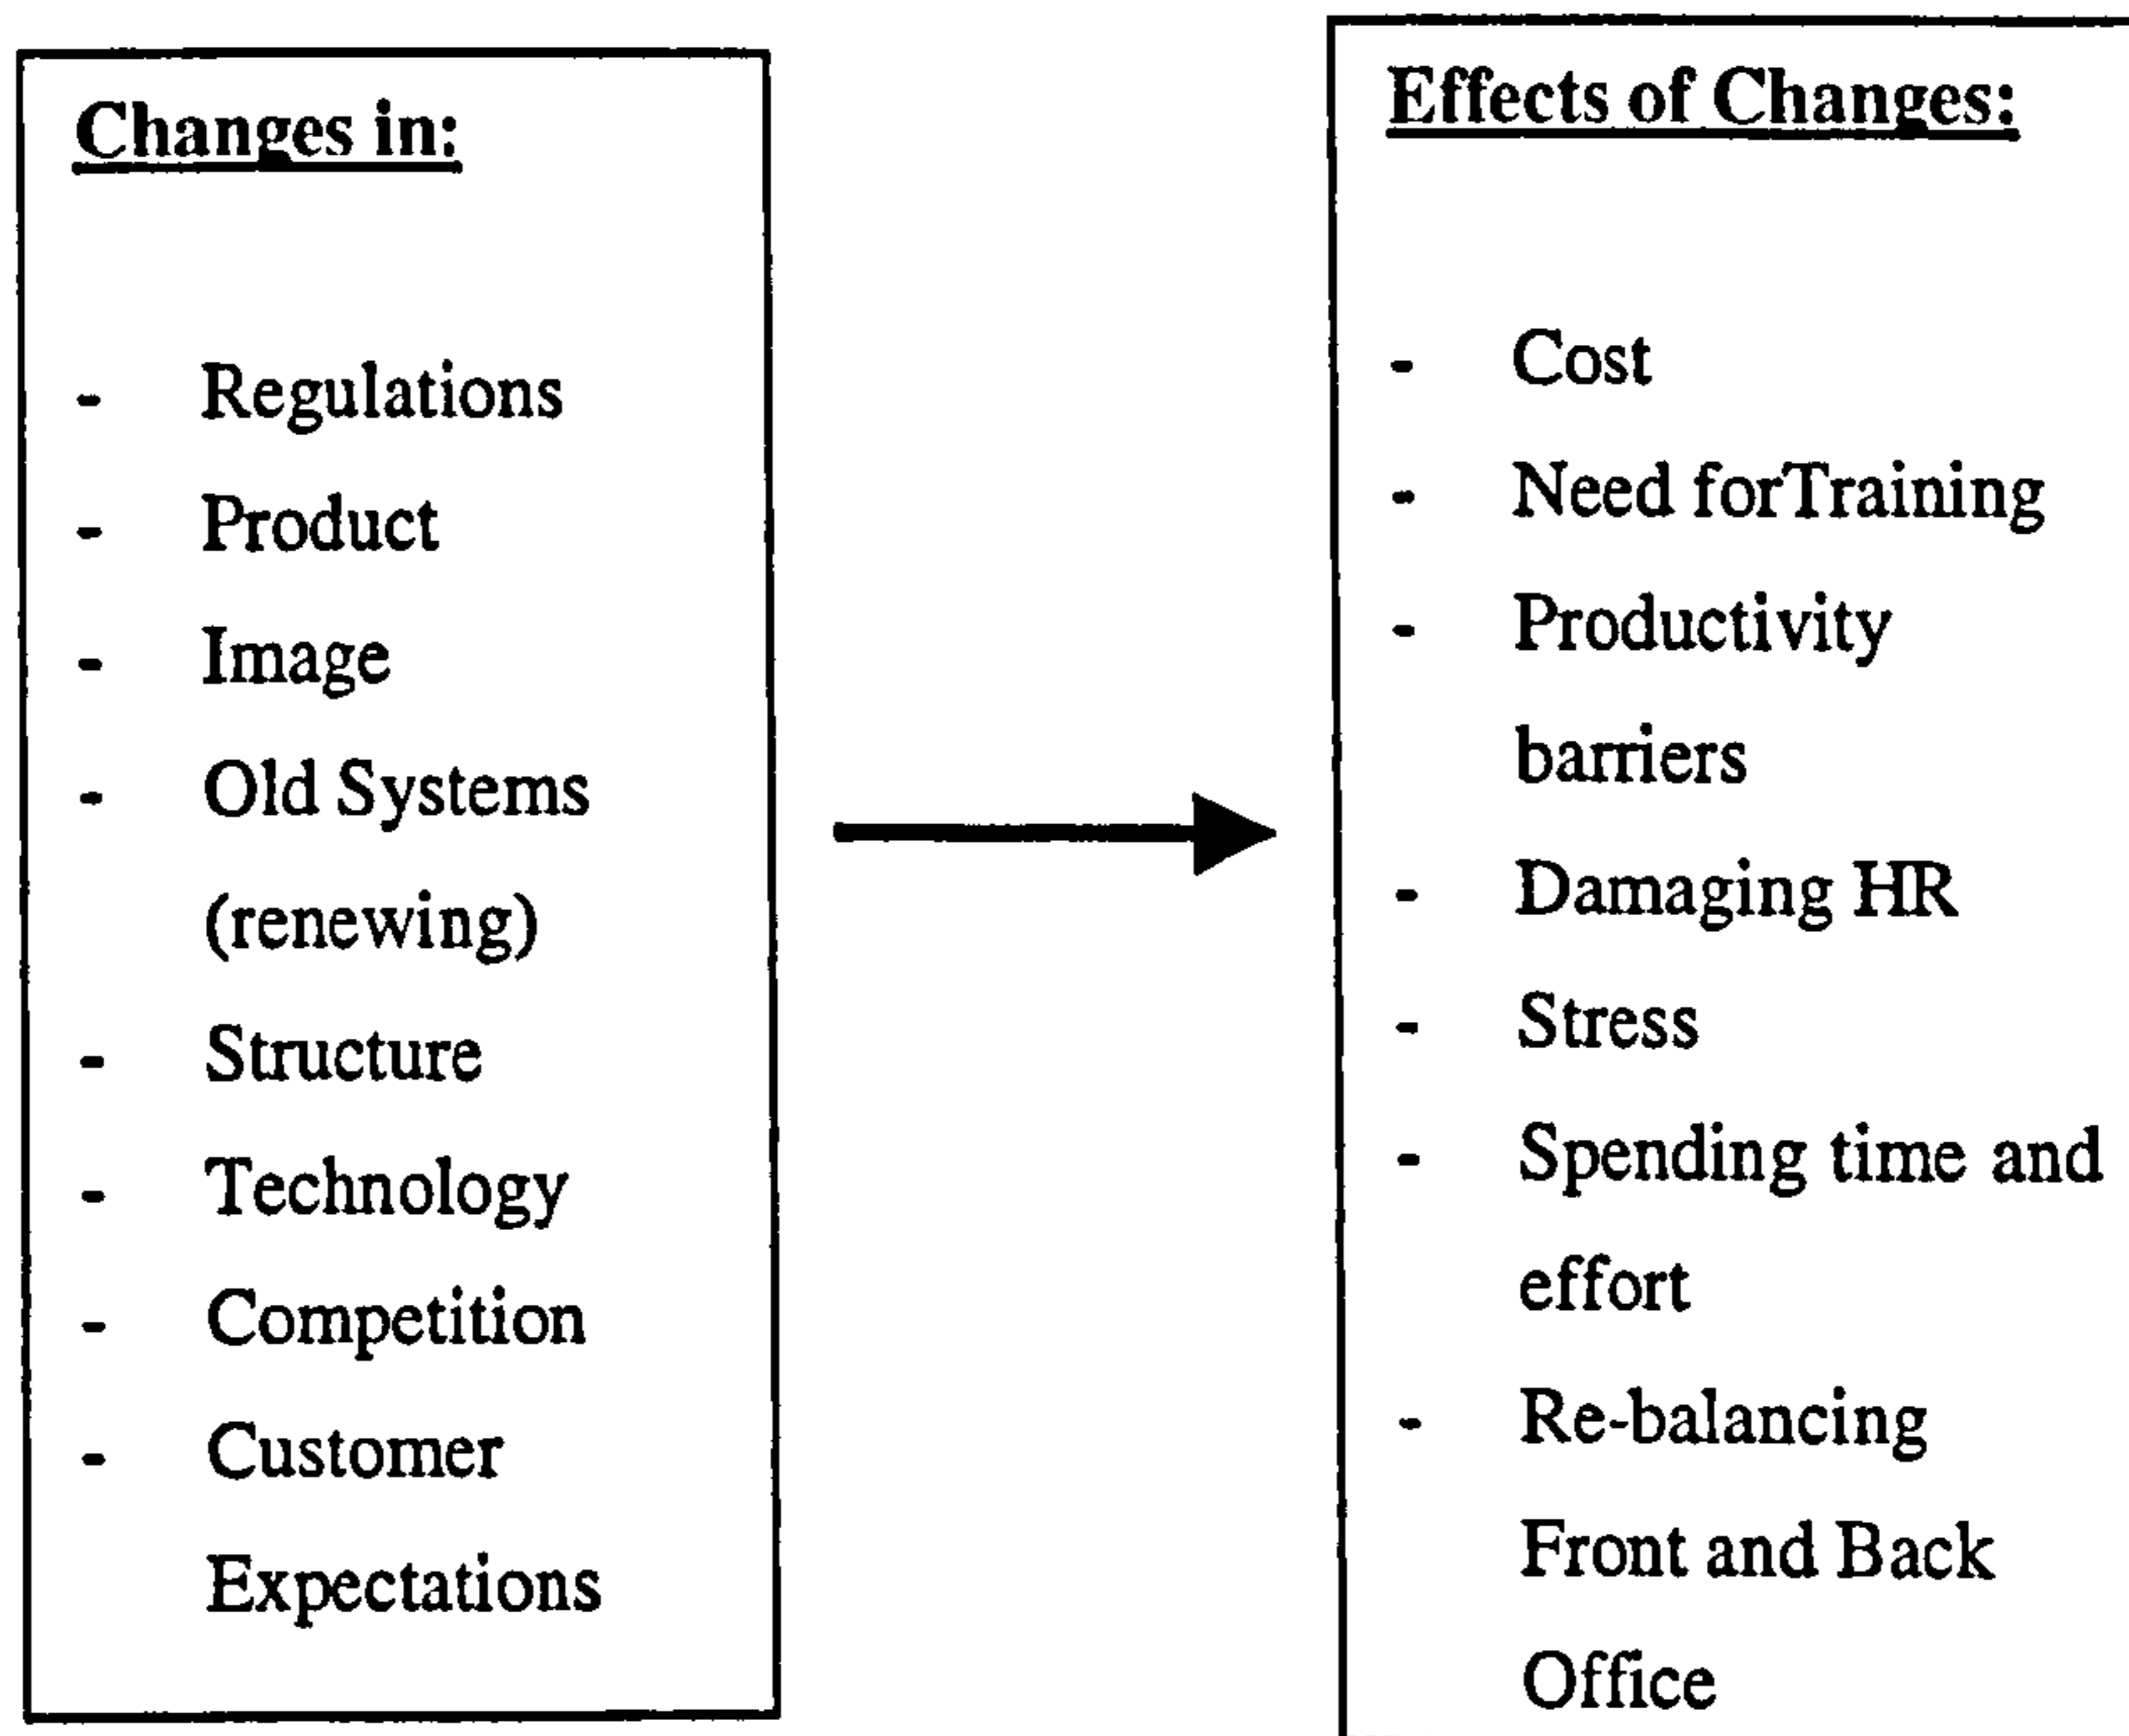 Changes in:
- Regulations
- Product
- Image
- Old Systems
(renewing)
- Structure
- Technology
- Competition
- Customer
Expectations
Effects of Changes:
- Cost
- Need forTraining
- Productivity
barriers
- Damaging HR
- Stress
- Spending time and
effort
- Re-balancing
Front and Back
Office